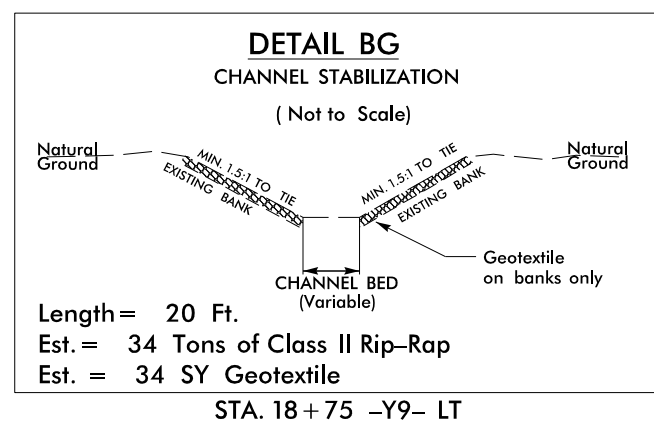 DETAIL BG
CHANNEL STABILIZATION
( Not to Scale)
Natural
Ground
MIN. 1.5:1 TO TIE
EXISTING BANK
MIN. 1.5:1 TO TIE
EXISTING BANK
Natural
Ground
Geotextile
on banks only
CHANNEL BED
(Variable)
Length = 20 Ft.
Est. = 34 Tons of Class II Rip–Rap
Est. = 34 SY Geotextile
STA. 18+75 –Y9– LT